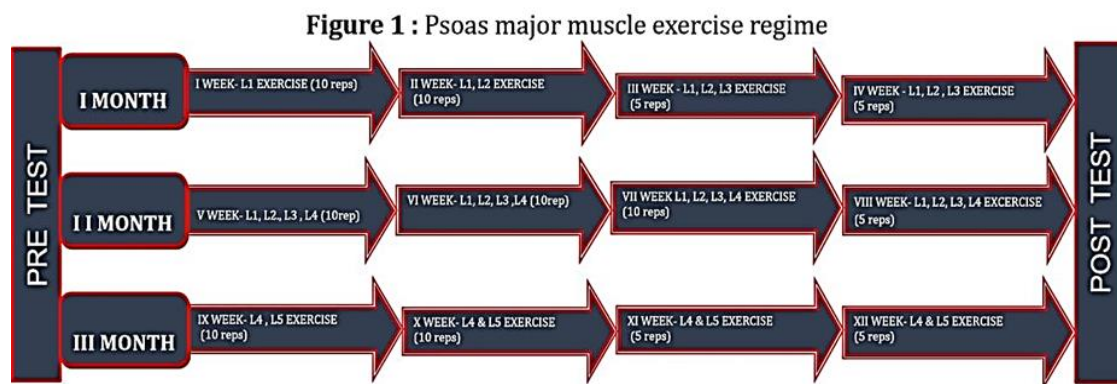 Figure 1 : Psoas major muscle exercise regime
PRE TEST
I MONTH
I WEEK- L1 EXERCISE (10 reps)
II WEEK- L1, L2 EXERCISE
(10 reps)
III WEEK - L1, L2, L3 EXERCISE
(5 reps)
IV WEEK - L1, L2 , L3 EXERCISE
(5 reps)
I I MONTH
V WEEK- L1, L2., L3 , L4 (10rep)
VI WEEK- L1, L2, L3 ,L4 (10rep)
VII WEEK L1, L2, L3, L4 EXERCISE
(10 reps)
VIII WEEK- L1, L2, L3, L4 EXCERCISE
(5 reps)
III MONTH
IX WEEK- L4 , L5 EXERCISE
(10 reps)
X WEEK- L4 & L5 EXERCISE
(10 reps)
XI WEEK- L4 & L5 EXERCISE
(5 reps)
XII WEEK- L4 & L5 EXERCISE
(5 reps)
POST TEST